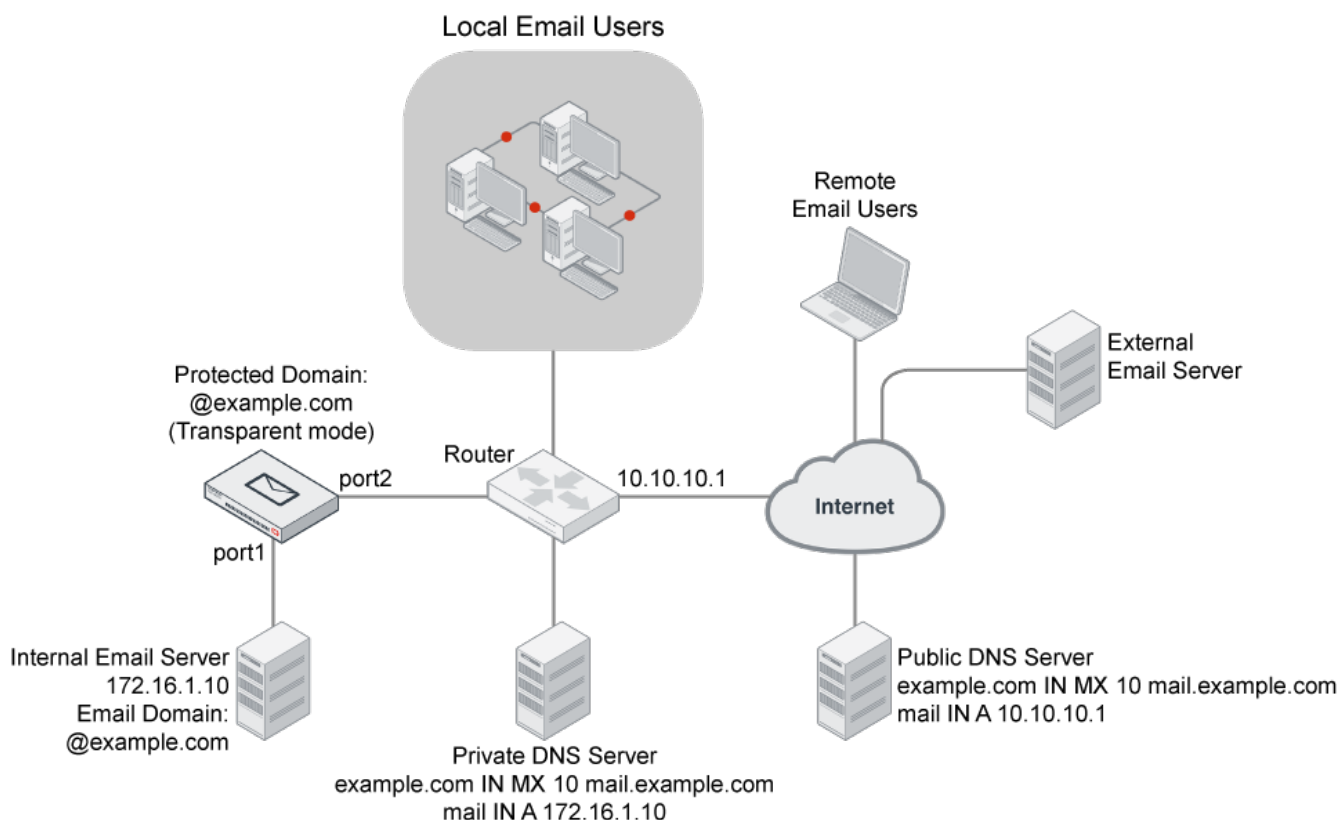 Local Email Users
Remote
Email Users
External
Email Server
Protected Domain:
@example.com
(Transparent mode)
port2
Router
10.10.10.1
Internet
port1
Internal Email Server
172.16.1.10
Email Domain:
@example.com
Private DNS Server
example.com IN MX 10 mail.example.com
mail IN A 172.16.1.10
Public DNS Server
example.com IN MX 10 mail.example.com
mail IN A 10.10.10.1